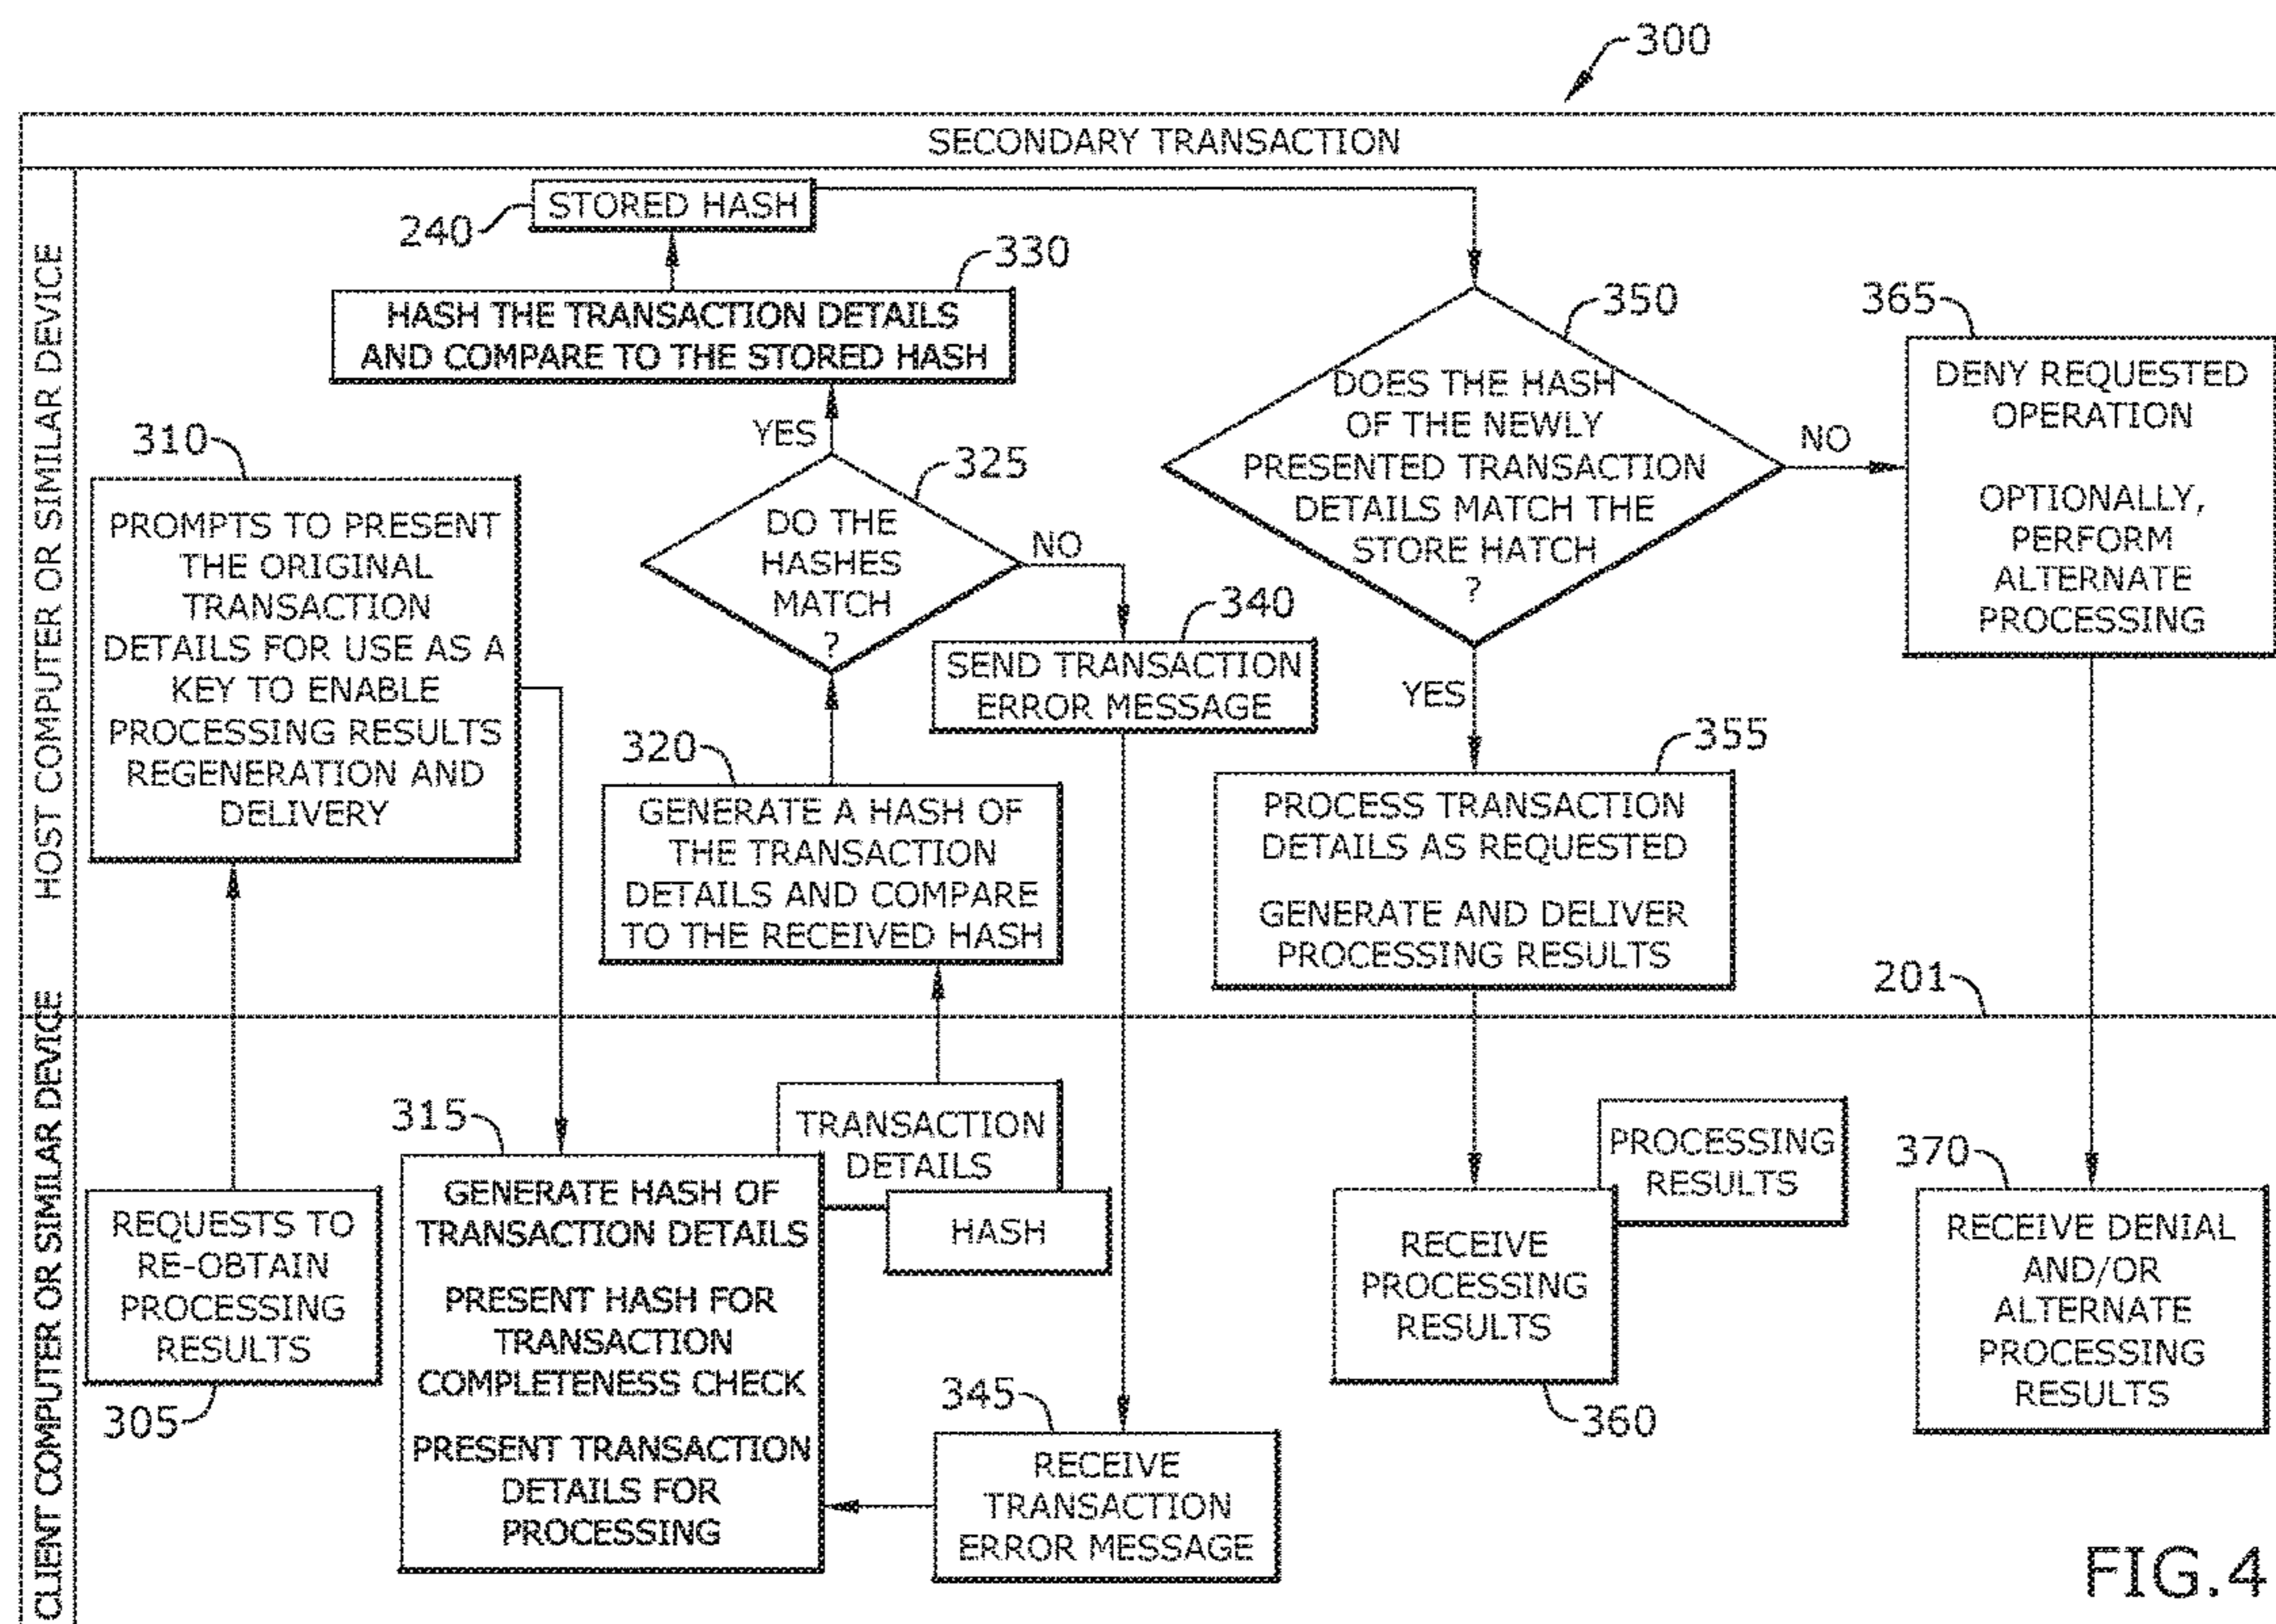 300
SECONDARY TRANSACTION
HOST COMPUTER OR SIMILAR DEVICE
240
STORED HASH
330
HASH THE TRANSACTION DETAILS
AND COMPARE TO THE STORED HASH
310
PROMPTS TO PRESENT
THE ORIGINAL
TRANSACTION
DETAILS FOR USE AS A
KEY TO ENABLE
PROCESSING RESULTS
REGENERATION AND
DELIVERY
YES
325
DO THE
HASHES
MATCH
?
NO
340
SEND TRANSACTION
ERROR MESSAGE
320
GENERATE A HASH OF
THE TRANSACTION
DETAILS AND COMPARE
TO THE RECEIVED HASH
350
DOES THE HASH
OF THE NEWLY
PRESENTED TRANSACTION
DETAILS MATCH THE
STORE HATCH
?
NO
YES
365
DENY REQUESTED
OPERATION
OPTIONALLY,
PERFORM
ALTERNATE
PROCESSING
355
PROCESS TRANSACTION
DETAILS AS REQUESTED
GENERATE AND DELIVER
PROCESSING RESULTS
201
CLIENT COMPUTER OR SIMILAR DEVICE
REQUESTS TO
RE-OBTAIN
PROCESSING
RESULTS
305
315
GENERATE HASH OF
TRANSACTION DETAILS
PRESENT HASH FOR
TRANSACTION
COMPLETENESS CHECK
PRESENT TRANSACTION
DETAILS FOR
PROCESSING
TRANSACTION
DETAILS
HASH
345
RECEIVE
TRANSACTION
ERROR MESSAGE
PROCESSING
RESULTS
RECEIVE
PROCESSING
RESULTS
360
370
RECEIVE DENIAL
AND/OR
ALTERNATE
PROCESSING
RESULTS
FIG.4